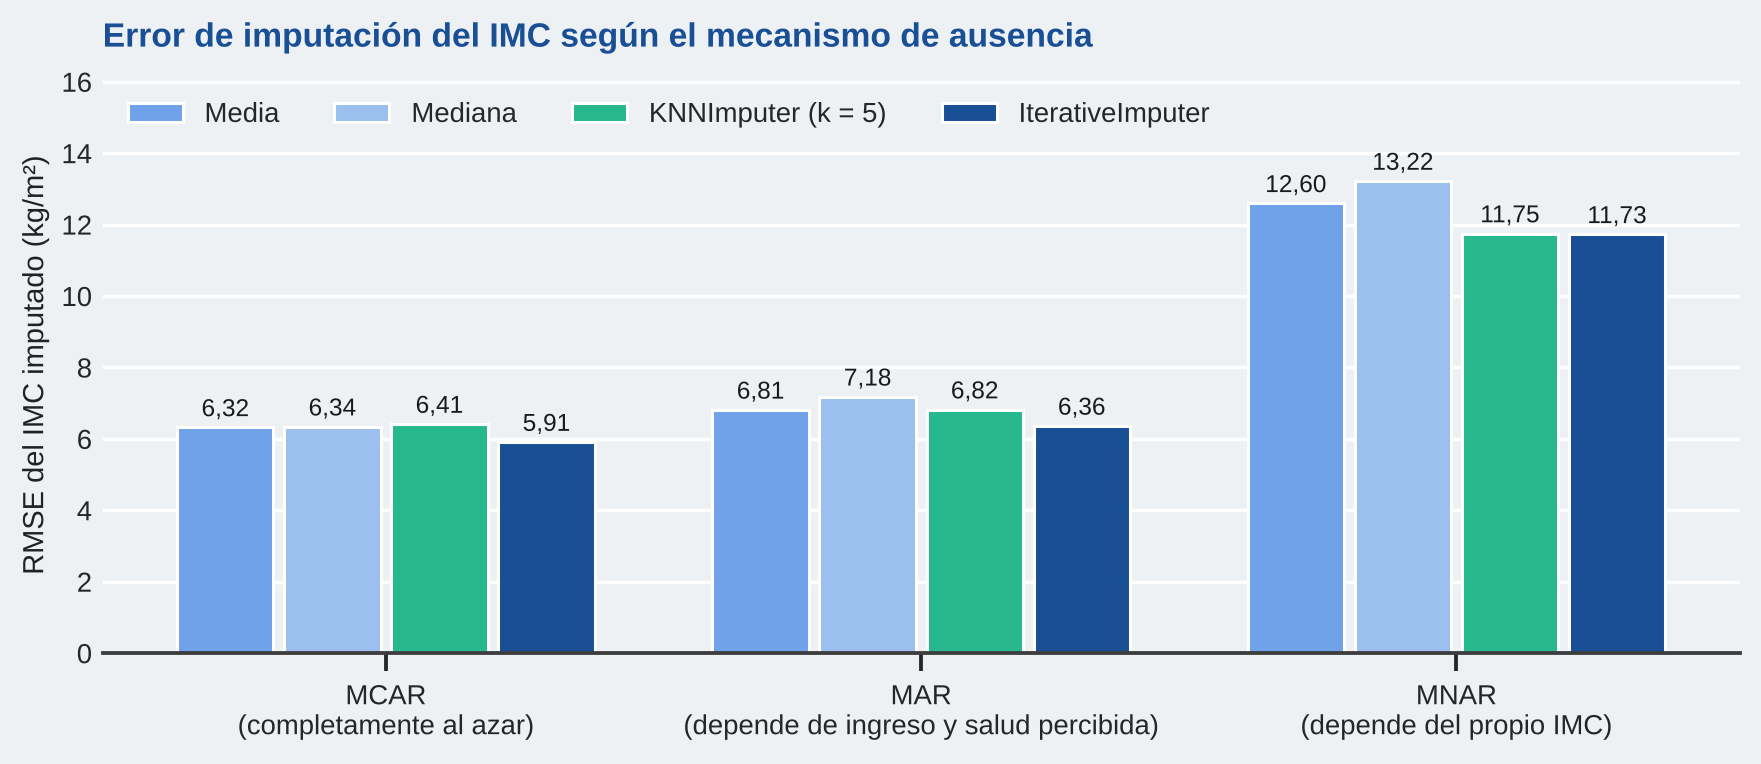 Error de imputación del IMC según el mecanismo de ausencia
Media
Mediana
KNNImputer (k = 5)
IterativeImputer
RMSE del IMC imputado (kg/m²)
16
14
12
10
8
6
4
2
0
6,32
6,34
6,41
5,91
6,81
7,18
6,82
6,36
12,60
13,22
11,75
11,73
MCAR
(completamente al azar)
MAR
(depende de ingreso y salud percibida)
MNAR
(depende del propio IMC)